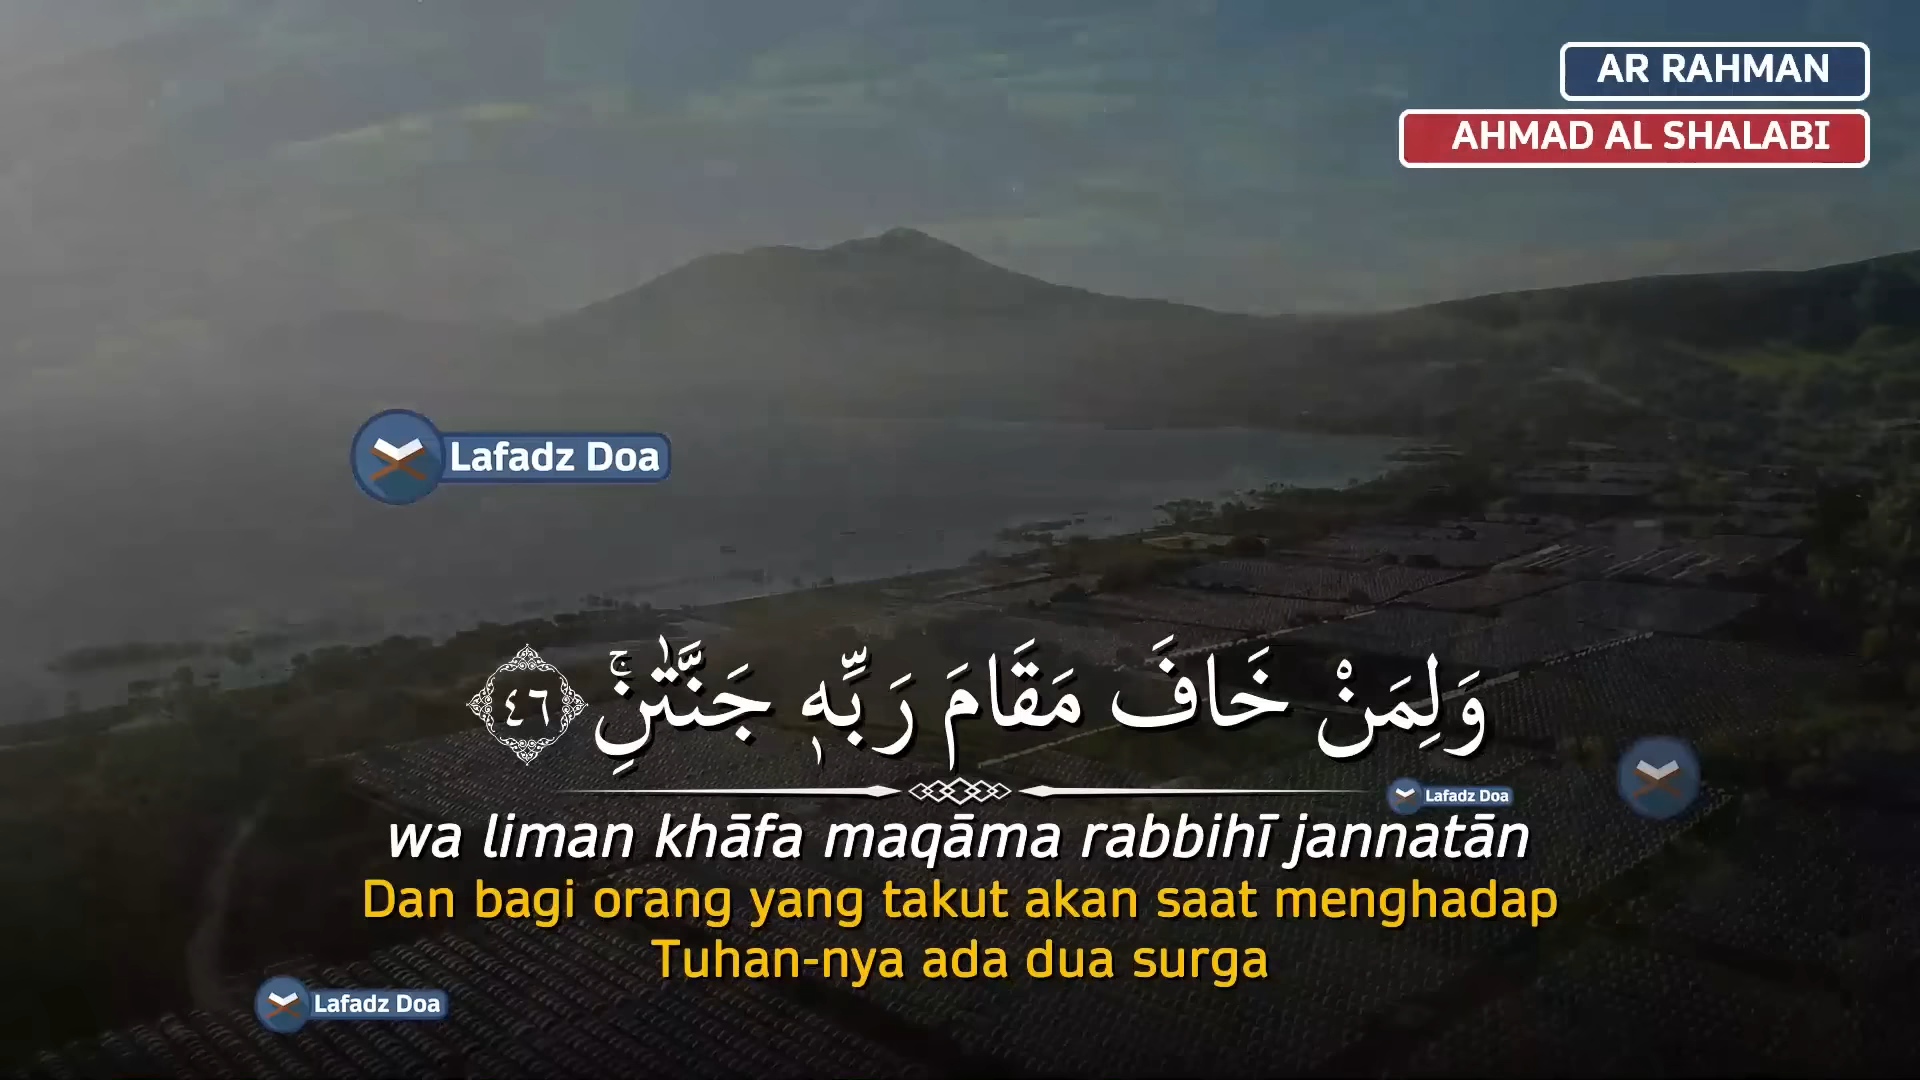 AR RAHMAN
AHMAD AL SHALABI
Lafadz Doa
وَلِمَنْ خَافَ مَقَامَ رَبِّهٖ جَنَّتٰنِۚ ٤٦
Lafadz Doa
wa liman khāfa maqāma rabbihī jannatān
Dan bagi orang yang takut akan saat menghadap
Tuhan-nya ada dua surga
Lafadz Doa